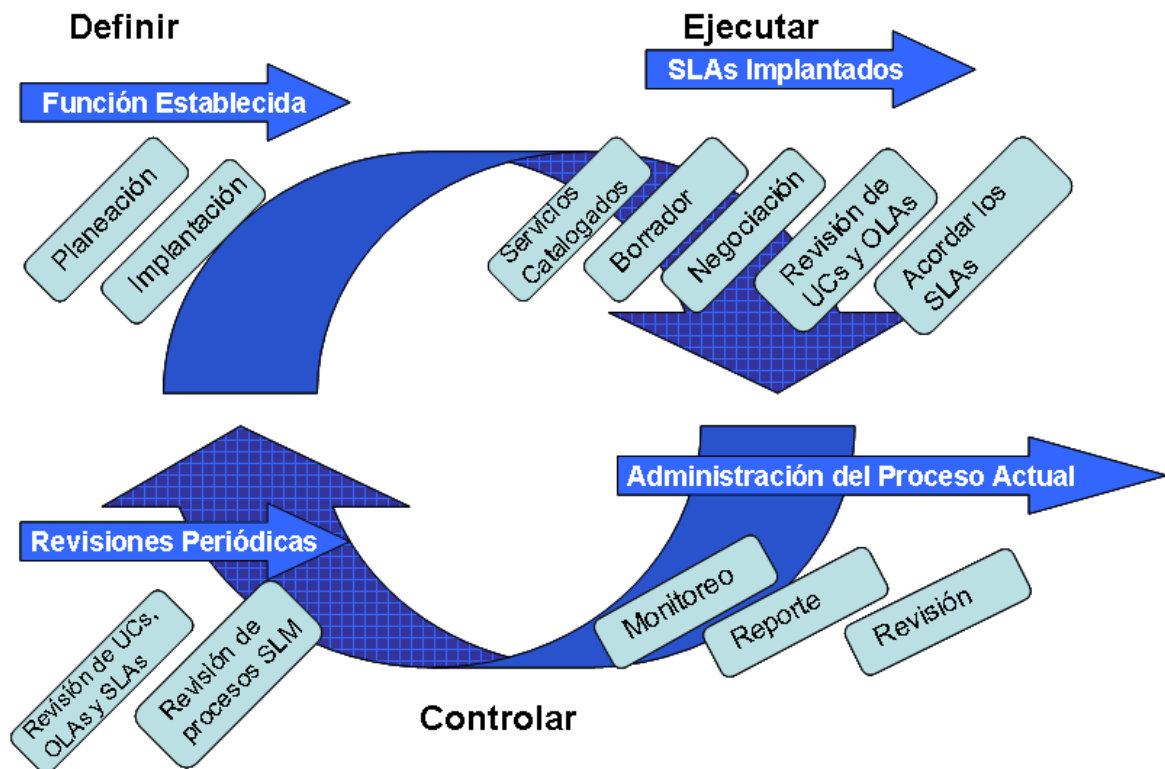 Definir
Ejecutar
Función Establecida
SLAs Implantados
Planeación
Implantación
Servicios
Catalogados
Borrador
Negociación
Revisión de
UCs y OLAs
Acordar los
SLAs
Revisiones Periódicas
Administración del Proceso Actual
Revisión de UCs,
OLAs y SLAs
Revisión de
procesos SLM
Monitoreo
Reporte
Revisión
Controlar